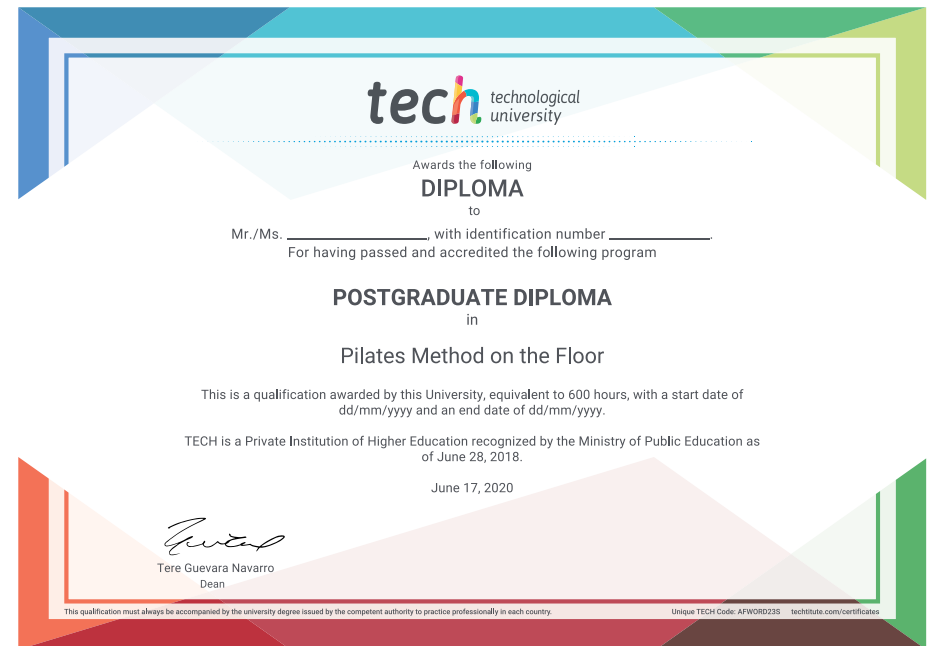 tech technological
university
Awards the following
DIPLOMA
to
Mr./Ms. ____________________, with identification number ______________.
For having passed and accredited the following program
POSTGRADUATE DIPLOMA
in
Pilates Method on the Floor
This is a qualification awarded by this University, equivalent to 600 hours, with a start date of
dd/mm/yyyy and an end date of dd/mm/yyyy.
TECH is a Private Institution of Higher Education recognized by the Ministry of Public Education as
of June 28, 2018.
June 17, 2020
Tere Guevara Navarro
Dean
This qualification must always be accompanied by the university degree issued by the competent authority to practice professionally in each country.
Unique TECH Code: AFWORD23S techtitute.com/certificates